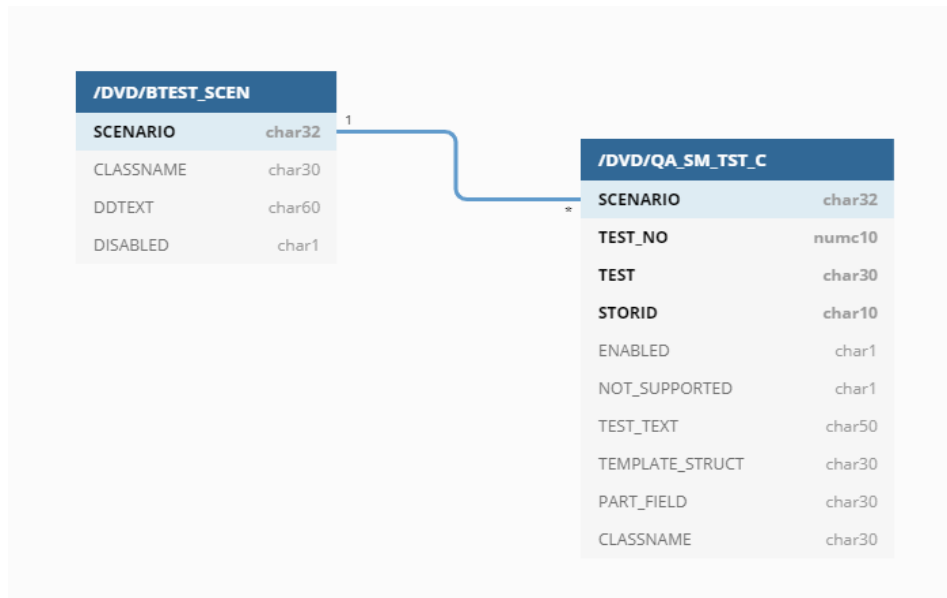 /DVD/BTEST_SCEN
SCENARIO char32
CLASSNAME char30
DDTEXT char60
DISABLED char1
1
*
/DVD/QA_SM_TST_C
SCENARIO char32
TEST_NO numc10
TEST char30
STORID char10
ENABLED char1
NOT_SUPPORTED char1
TEST_TEXT char50
TEMPLATE_STRUCT char30
PART_FIELD char30
CLASSNAME char30